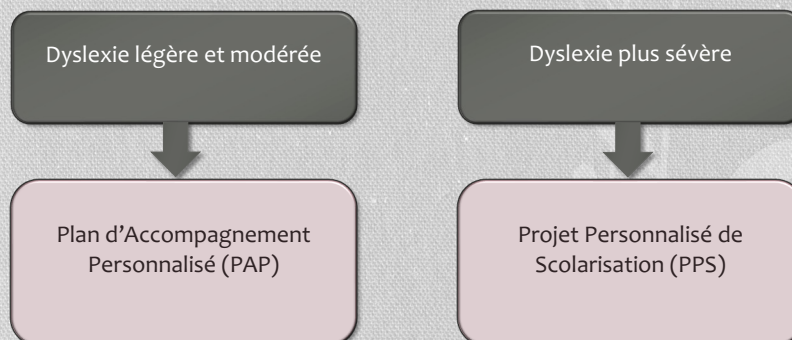 Dyslexie légère et modérée
Dyslexie plus sévère
Plan d’Accompagnement
Personnalisé (PAP)
Projet Personnalisé de
Scolarisation (PPS)